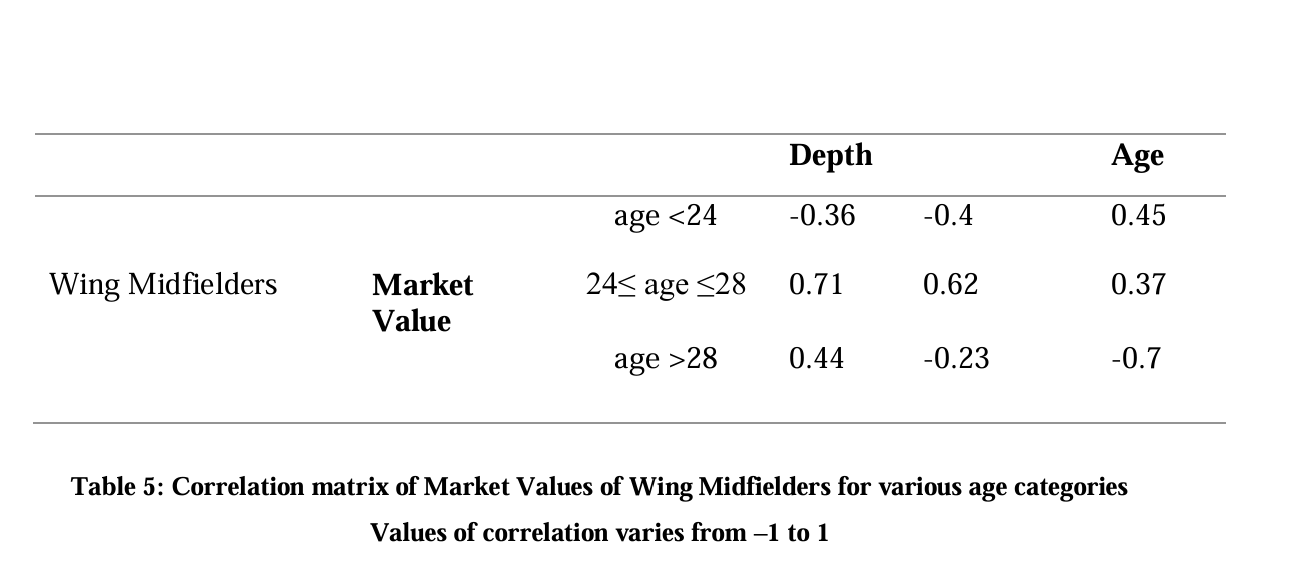 Depth Age
age <24 -0.36 -0.4 0.45
Wing Midfielders Market 24≤ age ≤28 0.71 0.62 0.37
Value
age >28 0.44 -0.23 -0.7
Table 5: Correlation matrix of Market Values of Wing Midfielders for various age categories
Values of correlation varies from –1 to 1